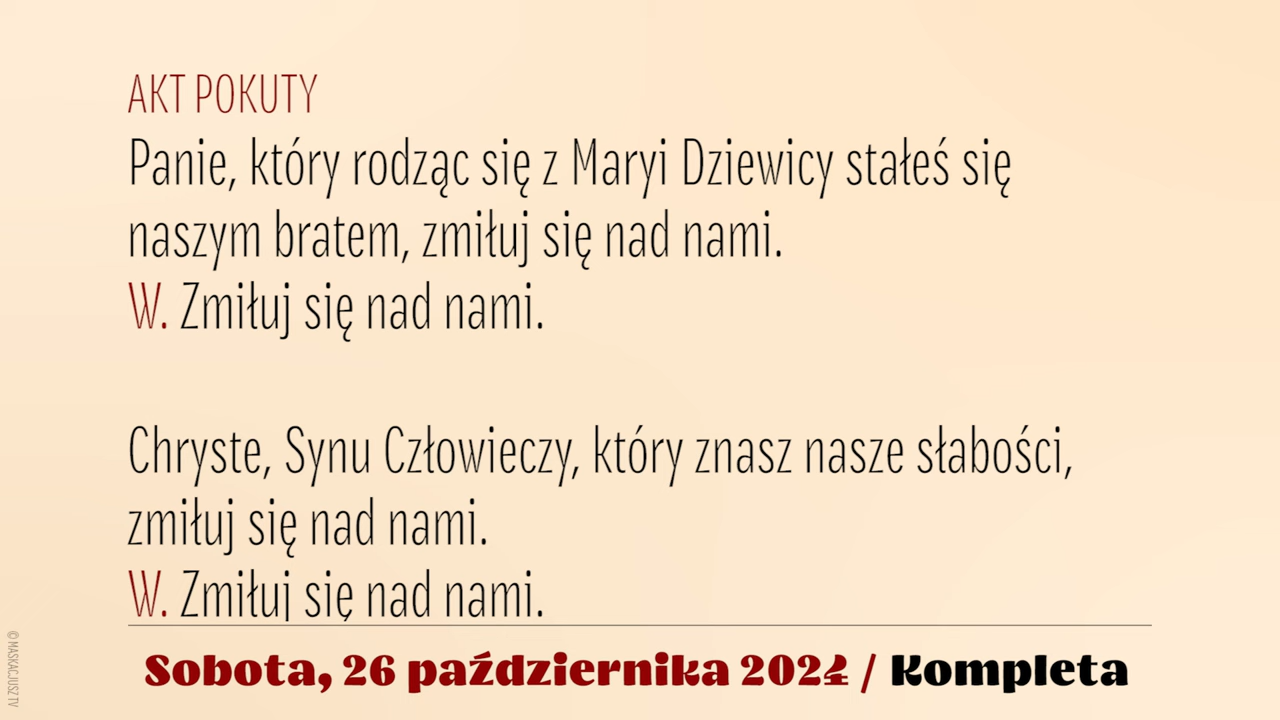 AKT POKUTY
Panie, który rodząc się z Maryi Dziewicy stałeś się
naszym bratem, zmiłuj się nad nami.
W. Zmiłuj się nad nami.
Chryste, Synu Człowieczy, który znasz nasze słabości,
zmiłuj się nad nami.
W. Zmiłuj się nad nami.
Sobota, 26 października 2024 / Kompleta
© MASKACJUSZ TV